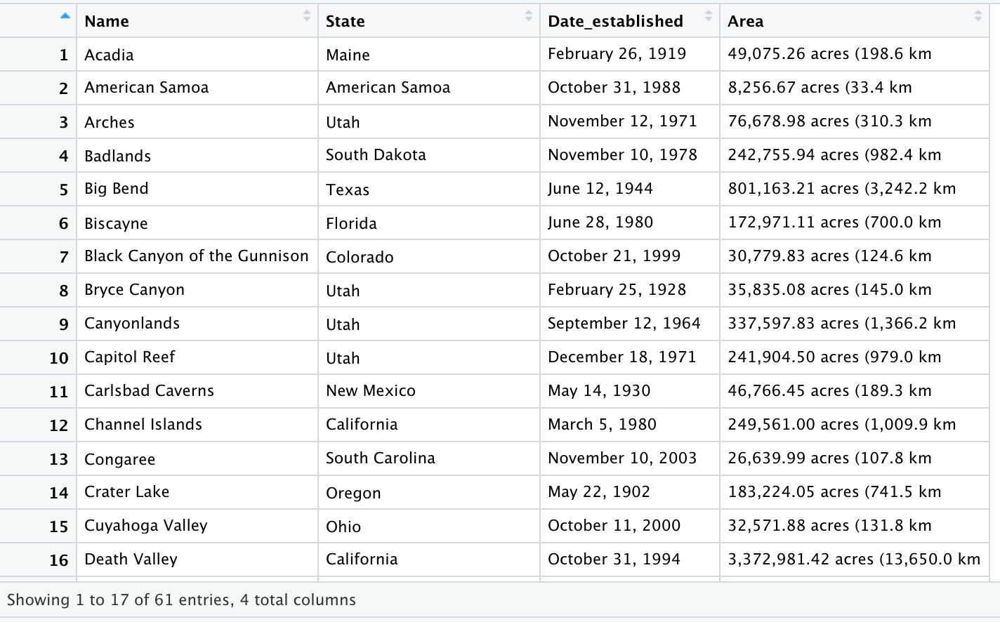 Name State Date_established Area
1 Acadia Maine February 26, 1919 49,075.26 acres (198.6 km
2 American Samoa American Samoa October 31, 1988 8,256.67 acres (33.4 km
3 Arches Utah November 12, 1971 76,678.98 acres (310.3 km
4 Badlands South Dakota November 10, 1978 242,755.94 acres (982.4 km
5 Big Bend Texas June 12, 1944 801,163.21 acres (3,242.2 km
6 Biscayne Florida June 28, 1980 172,971.11 acres (700.0 km
7 Black Canyon of the Gunnison Colorado October 21, 1999 30,779.83 acres (124.6 km
8 Bryce Canyon Utah February 25, 1928 35,835.08 acres (145.0 km
9 Canyonlands Utah September 12, 1964 337,597.83 acres (1,366.2 km
10 Capitol Reef Utah December 18, 1971 241,904.50 acres (979.0 km
11 Carlsbad Caverns New Mexico May 14, 1930 46,766.45 acres (189.3 km
12 Channel Islands California March 5, 1980 249,561.00 acres (1,009.9 km
13 Congaree South Carolina November 10, 2003 26,639.99 acres (107.8 km
14 Crater Lake Oregon May 22, 1902 183,224.05 acres (741.5 km
15 Cuyahoga Valley Ohio October 11, 2000 32,571.88 acres (131.8 km
16 Death Valley California October 31, 1994 3,372,981.42 acres (13,650.0 km
Showing 1 to 17 of 61 entries, 4 total columns